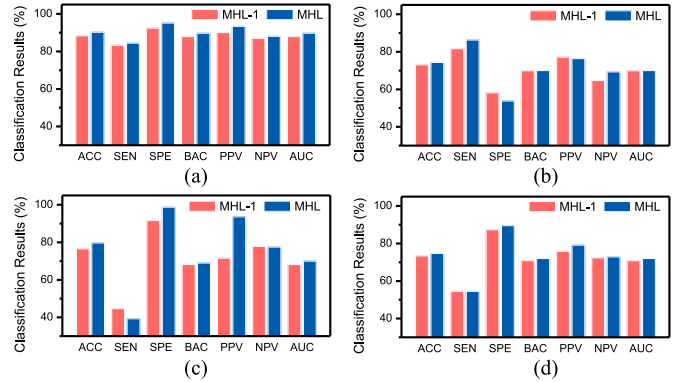 Classification Results (%)
100
80
60
40
MHL-1 MHL
ACC SEN SPE BAC PPV NPV AUC
(a)
Classification Results (%)
100
80
60
40
MHL-1 MHL
ACC SEN SPE BAC PPV NPV AUC
(b)
Classification Results (%)
100
80
60
40
MHL-1 MHL
ACC SEN SPE BAC PPV NPV AUC
(c)
Classification Results (%)
100
80
60
40
MHL-1 MHL
ACC SEN SPE BAC PPV NPV AUC
(d)